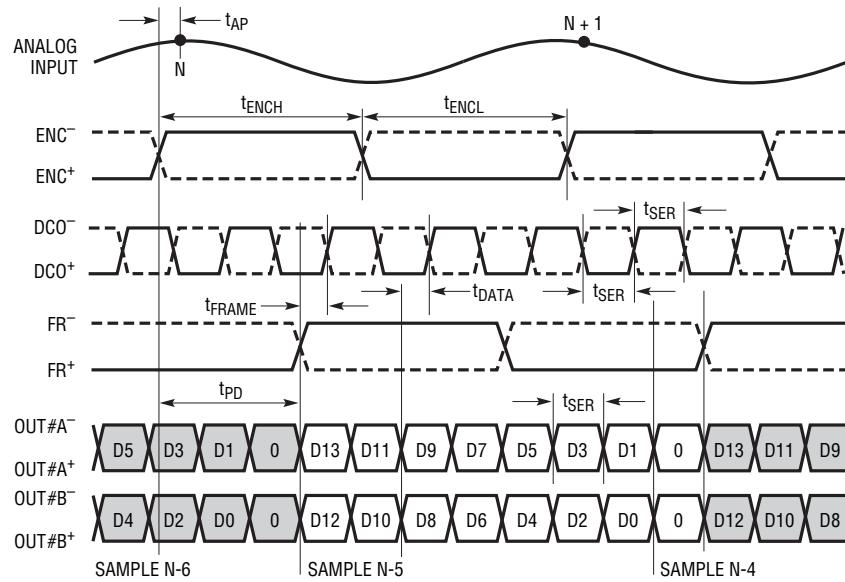 tAP
ANALOG
INPUT
N
N + 1
tENCH
tENCL
ENC–
ENC+
tSER
DCO–
DCO+
tFRAME
tDATA
tSER
FR–
FR+
tPD
tSER
OUT#A–
D5 D3 D1 0 D13 D11 D9 D7 D5 D3 D1 0 D13 D11 D9
OUT#A+
OUT#B–
D4 D2 D0 0 D12 D10 D8 D6 D4 D2 D0 0 D12 D10 D8
OUT#B+
SAMPLE N-6 SAMPLE N-5 SAMPLE N-4